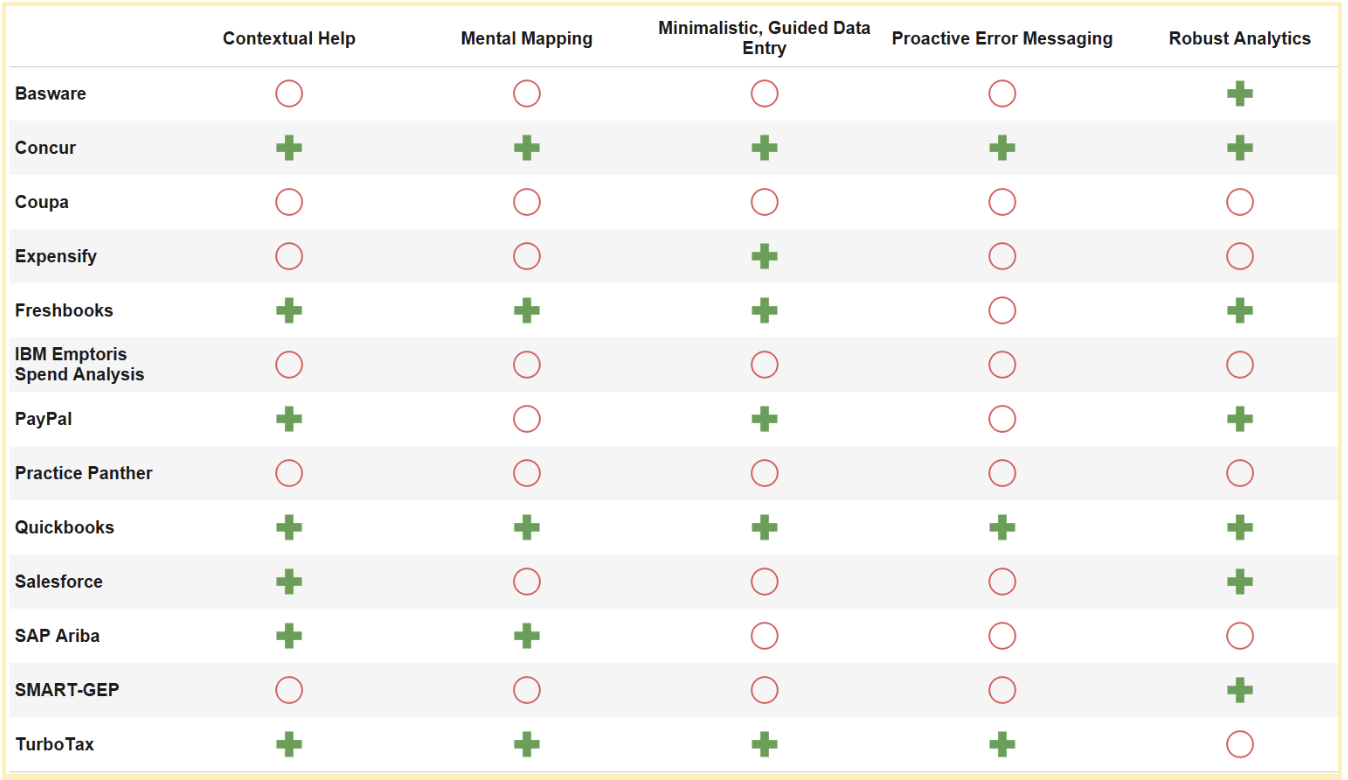 Contextual Help
Mental Mapping
Minimalistic, Guided Data
Entry
Proactive Error Messaging
Robust Analytics
Basware
Concur
Coupa
Expensify
Freshbooks
IBM Emptoris
Spend Analysis
PayPal
Practice Panther
Quickbooks
Salesforce
SAP Ariba
SMART-GEP
TurboTax